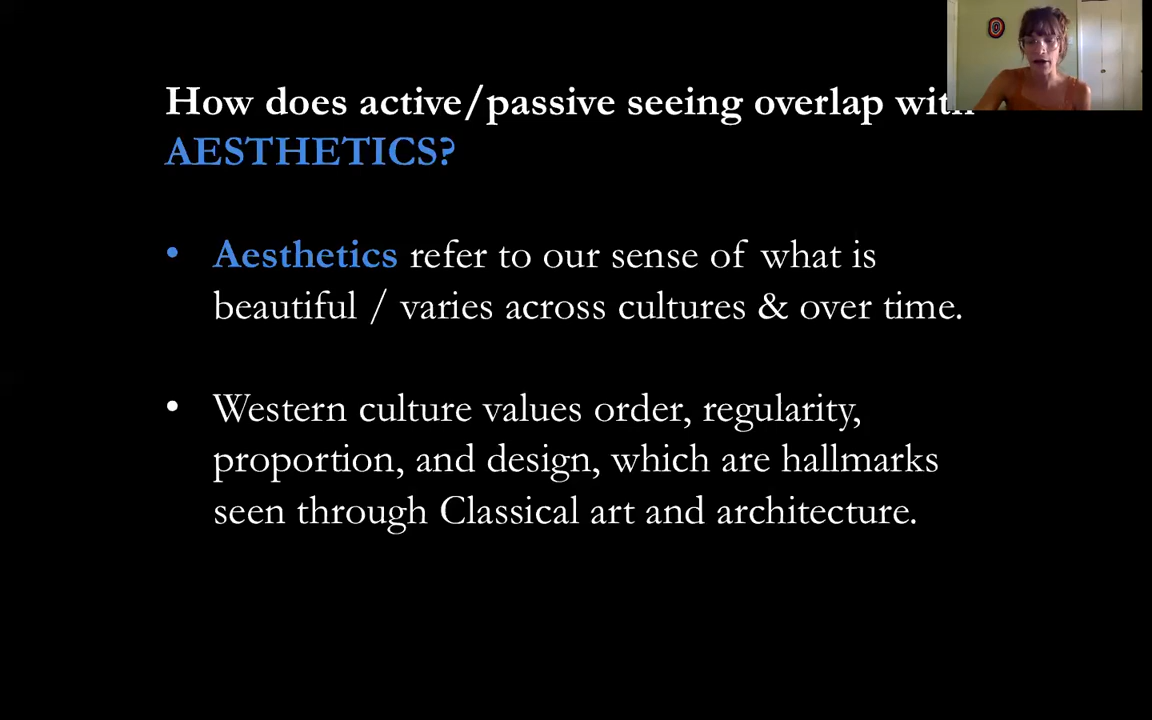 How does active/passive seeing overlap with
AESTHETICS?
• Aesthetics refer to our sense of what is
beautiful / varies across cultures & over time.
• Western culture values order, regularity,
proportion, and design, which are hallmarks
seen through Classical art and architecture.